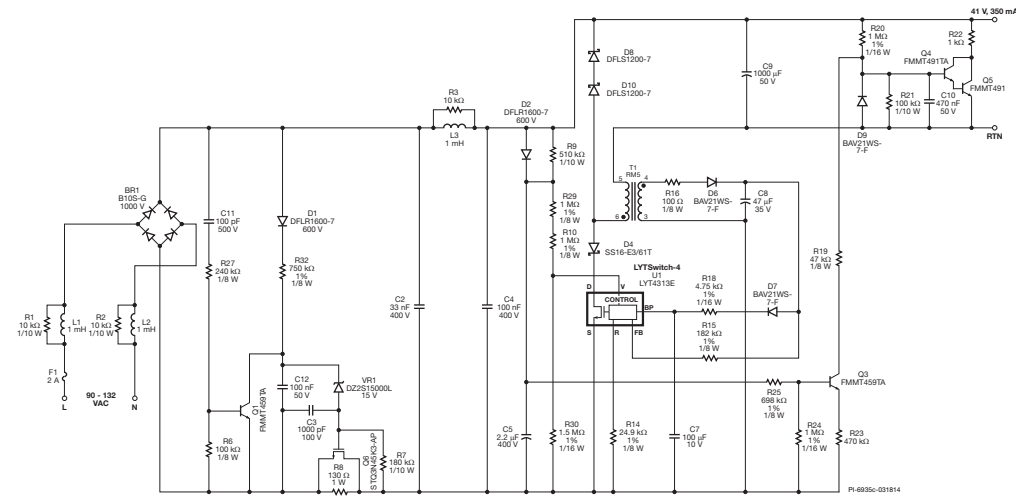 41 V, 350 mA
R20
1 MΩ
1%
1/16 W
R22
1 kΩ
Q4
FMMT491TA
Q5
FMMT491
D8
DFLS1200-7
D10
DFLS1200-7
C9
1000 µF
50 V
R21
100 kΩ
1/10 W
C10
470 nF
50 V
D9
BAV21WS-
7-F
RTN
R3
10 kΩ
L3
1 mH
D2
DFLR1600-7
600 V
R9
510 kΩ
1/10 W
T1
RM5
5
4
6
3
R16
100 Ω
1/8 W
D6
BAV21WS-
7-F
C8
47 µF
35 V
BR1
B10S-G
1000 V
C11
100 pF
500 V
D1
DFLR1600-7
600 V
R29
1 MΩ
1%
1/8 W
R10
1 MΩ
1%
1/8 W
D4
SS16-E3/61T
R19
47 kΩ
1/8 W
R27
240 kΩ
1/8 W
R32
750 kΩ
1%
1/8 W
C2
33 nF
400 V
C4
100 nF
400 V
LYTSwitch-4
U1
LYT4313E
D
V
CONTROL
BP
S
R
FB
R18
4.75 kΩ
1%
1/16 W
D7
BAV21WS-
7-F
R15
182 kΩ
1%
1/8 W
R1
10 kΩ
1/10 W
L1
1 mH
R2
10 kΩ
1/10 W
L2
1 mH
F1
2 A
90 - 132
VAC
L
N
Q1
FMMT459TA
C12
100 nF
50 V
VR1
DZ2S15000L
15 V
C3
1000 pF
100 V
Q3
FMMT459TA
R25
698 kΩ
1%
1/8 W
R6
100 kΩ
1/8 W
R8
130 Ω
1 W
Q6
STQ3N45K3-AP
R7
180 kΩ
1/10 W
C5
2.2 µF
400 V
R30
1.5 MΩ
1%
1/16 W
R14
24.9 kΩ
1%
1/8 W
C7
100 µF
10 V
R24
1 MΩ
1%
1/16 W
R23
470 kΩ
PI-6935c-031814